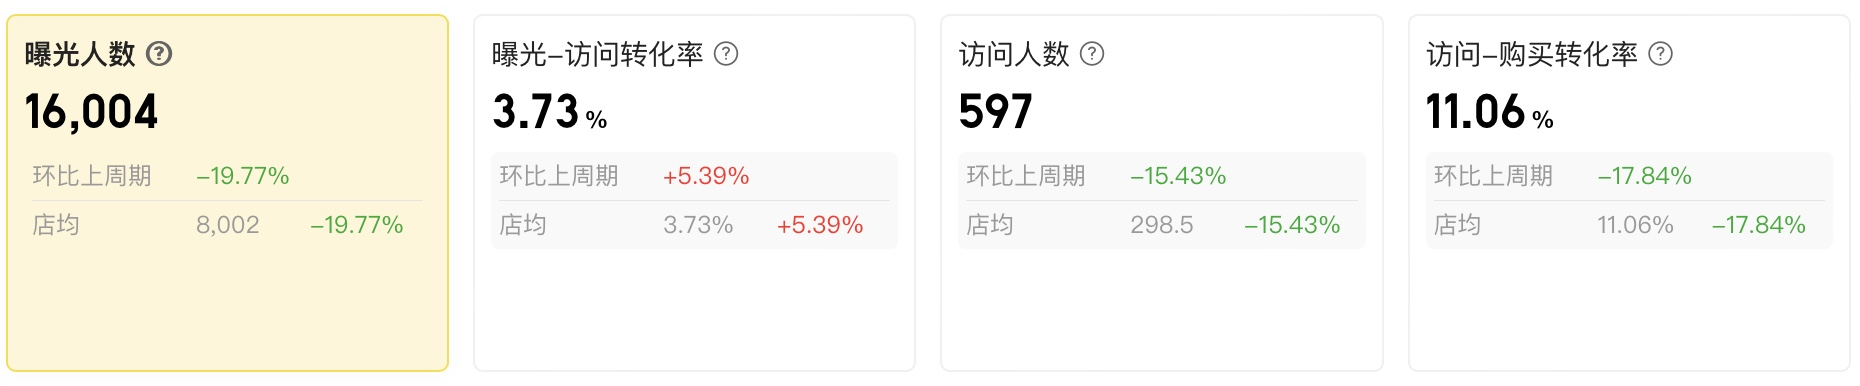 曝光人数 ?
16,004
环比上周期 -19.77%
店均 8,002 -19.77%
曝光-访问转化率 ?
3.73 %
环比上周期 +5.39%
店均 3.73% +5.39%
访问人数 ?
597
环比上周期 -15.43%
店均 298.5 -15.43%
访问-购买转化率 ?
11.06 %
环比上周期 -17.84%
店均 11.06% -17.84%